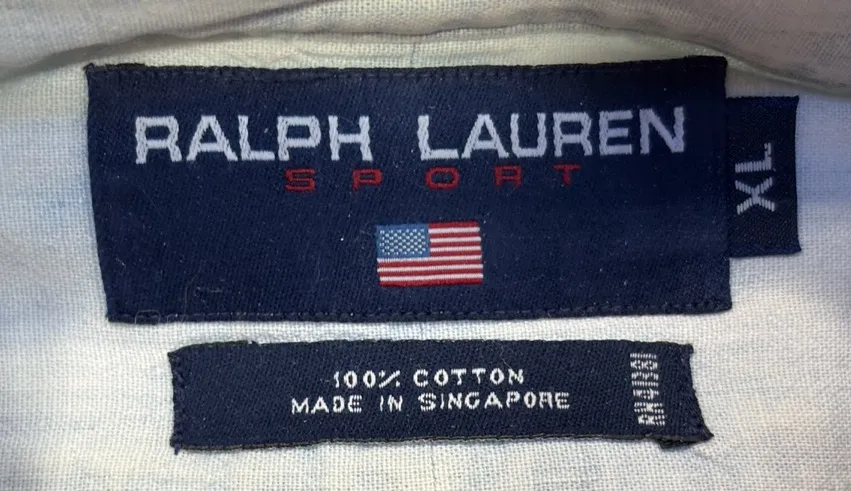 RALPH LAUREN
SPORT
XL
100% COTTON
MADE IN SINGAPORE